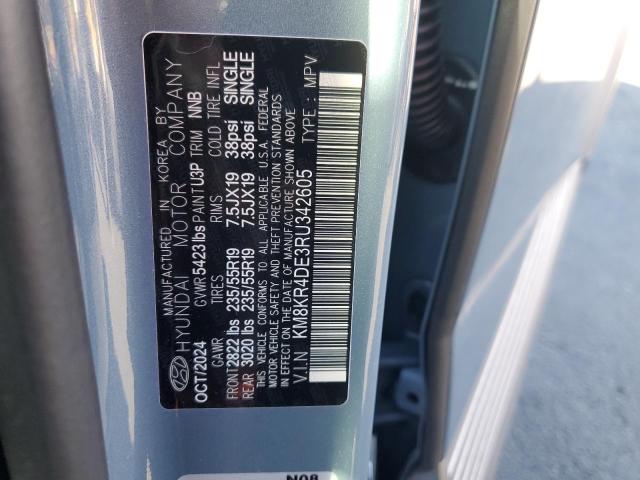 MANUFACTURED IN KOREA BY
HYUNDAI MOTOR COMPANY
OCT/2024 GVWR 5423 lbs PAINT U3P TRIM NNB
GAWR TIRES RIMS COLD TIRE INFL
FRONT 2822 lbs 235/55R19 7.5JX19 38psi SINGLE
REAR 3020 lbs 235/55R19 7.5JX19 38psi SINGLE
THIS VEHICLE CONFORMS TO ALL APPLICABLE U.S.A. FEDERAL
MOTOR VEHICLE SAFETY AND THEFT PREVENTION STANDARDS
IN EFFECT ON THE DATE OF MANUFACTURE SHOWN ABOVE
V.I.N : KM8KR4DE3RU342605 TYPE : MPV
N08